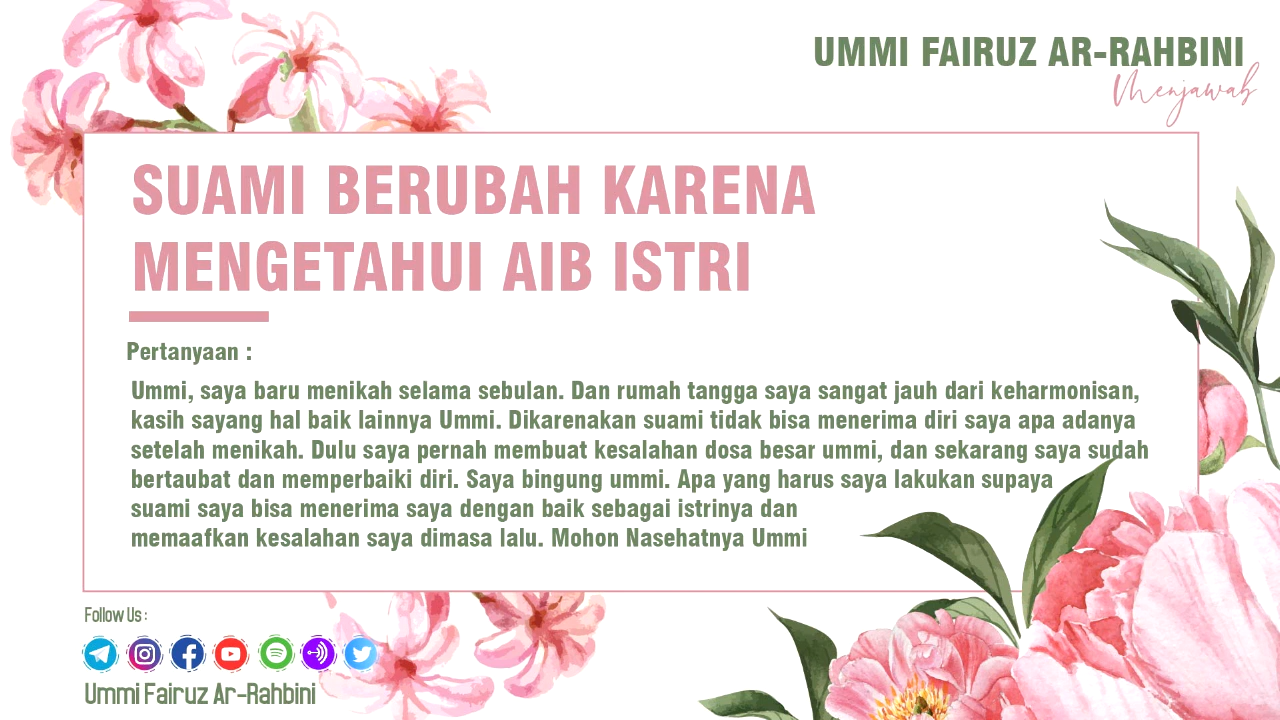 UMMI FAIRUZ AR-RAHBINI
Menjawab
SUAMI BERUBAH KARENA
MENGETAHUI AIB ISTRI
Pertanyaan :
Ummi, saya baru menikah selama sebulan. Dan rumah tangga saya sangat jauh dari keharmonisan,
kasih sayang hal baik lainnya Ummi. Dikarenakan suami tidak bisa menerima diri saya apa adanya
setelah menikah. Dulu saya pernah membuat kesalahan dosa besar ummi, dan sekarang saya sudah
bertaubat dan memperbaiki diri. Saya bingung ummi. Apa yang harus saya lakukan supaya
suami saya bisa menerima saya dengan baik sebagai istrinya dan
memaafkan kesalahan saya dimasa lalu. Mohon Nasehatnya Ummi
Follow Us :
Ummi Fairuz Ar-Rahbini